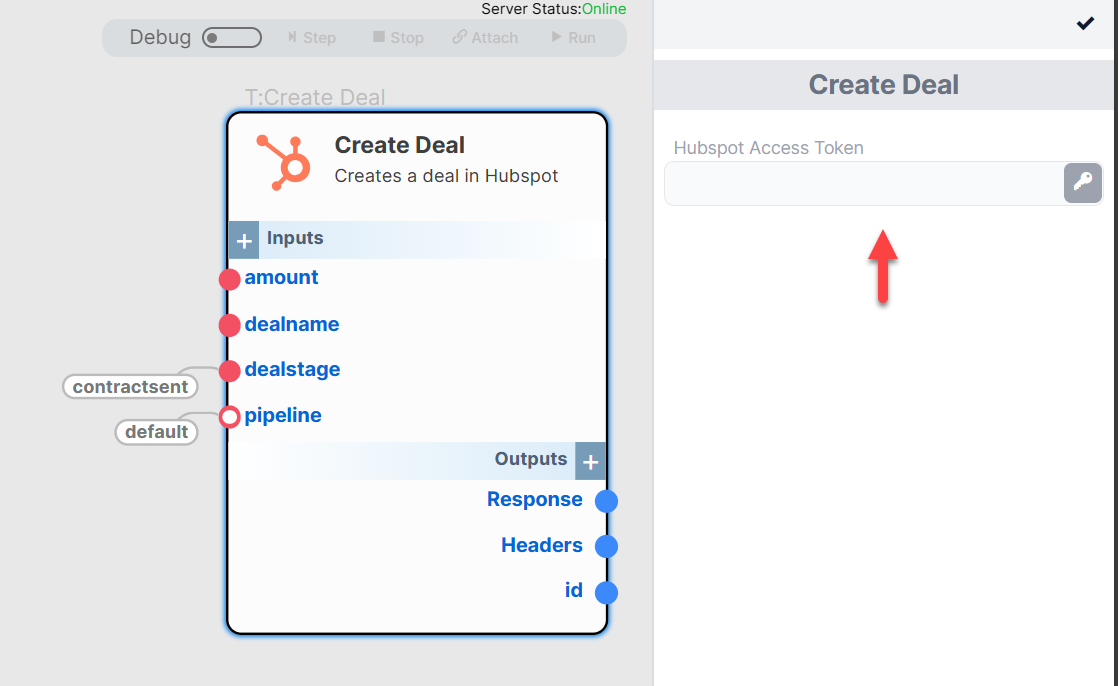 Server Status:Online
Debug Step Stop Attach Run
T:Create Deal
Create Deal
Creates a deal in Hubspot
Inputs
amount
dealname
dealstage
contractsent
pipeline
default
Outputs
Response
Headers
id
Create Deal
Hubspot Access Token